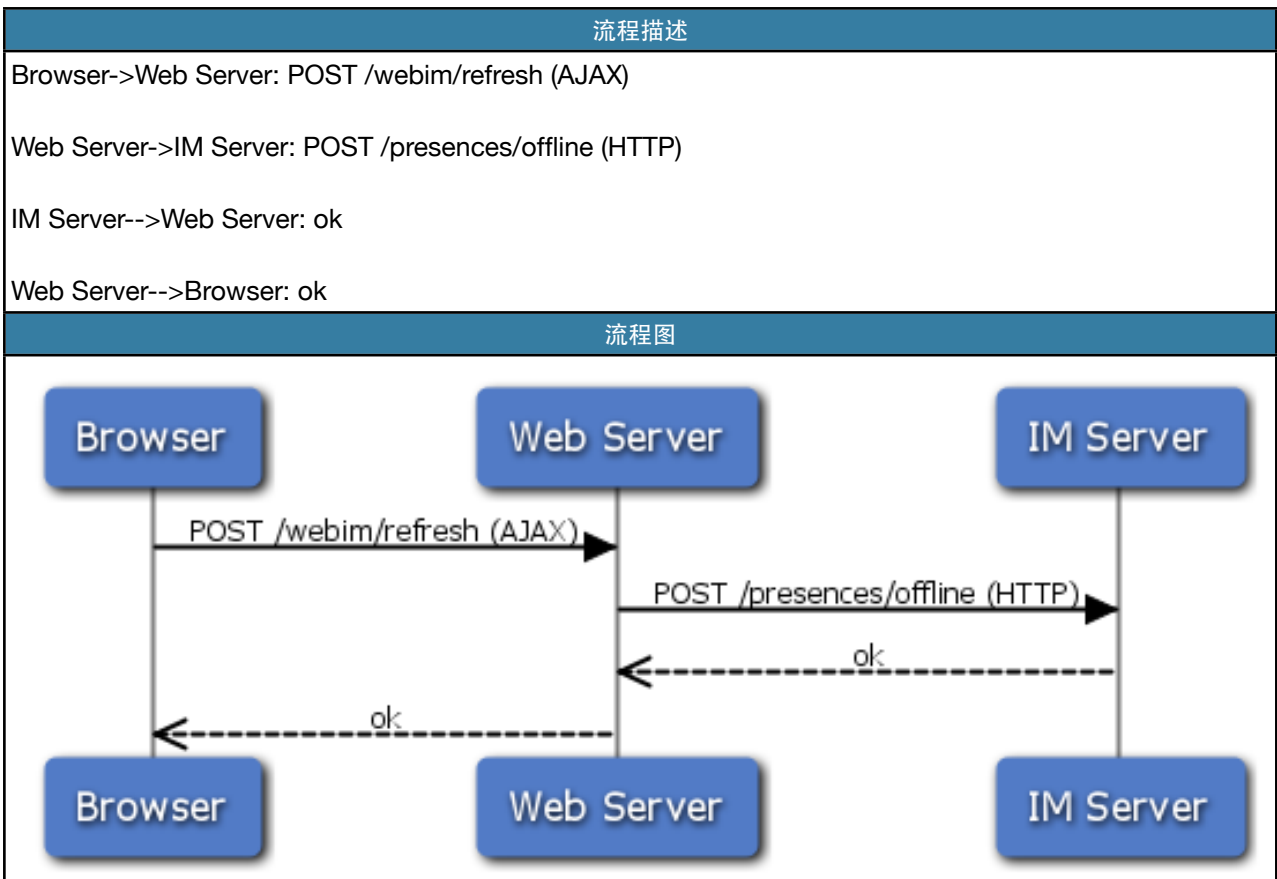 流程描述
Browser->Web Server: POST /webim/refresh (AJAX)
Web Server->IM Server: POST /presences/offline (HTTP)
IM Server-->Web Server: ok
Web Server-->Browser: ok
流程图
Browser
Web Server
IM Server
POST /webim/refresh (AJAX)
POST /presences/offline (HTTP)
ok
ok
Browser
Web Server
IM Server